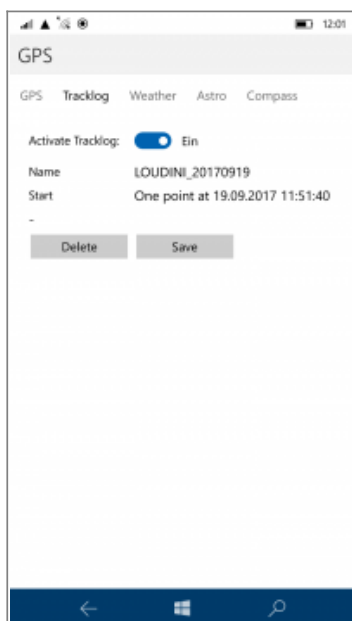 12:01
GPS
GPS Tracklog Weather Astro Compass
Activate Tracklog: Ein
Name LOUDINI_20170919
Start One point at 19.09.2017 11:51:40
-
Delete Save